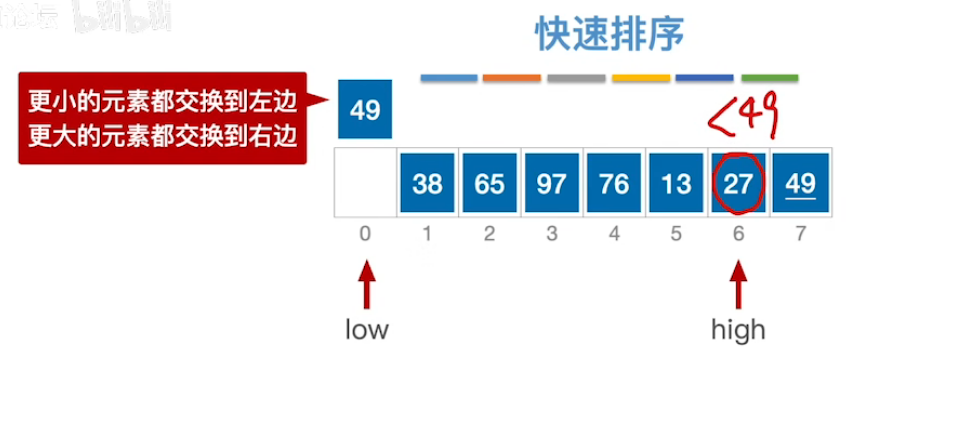 快速排序
更小的元素都交换到左边
更大的元素都交换到右边
49
<49
38 65 97 76 13 27 49
0 1 2 3 4 5 6 7
low high